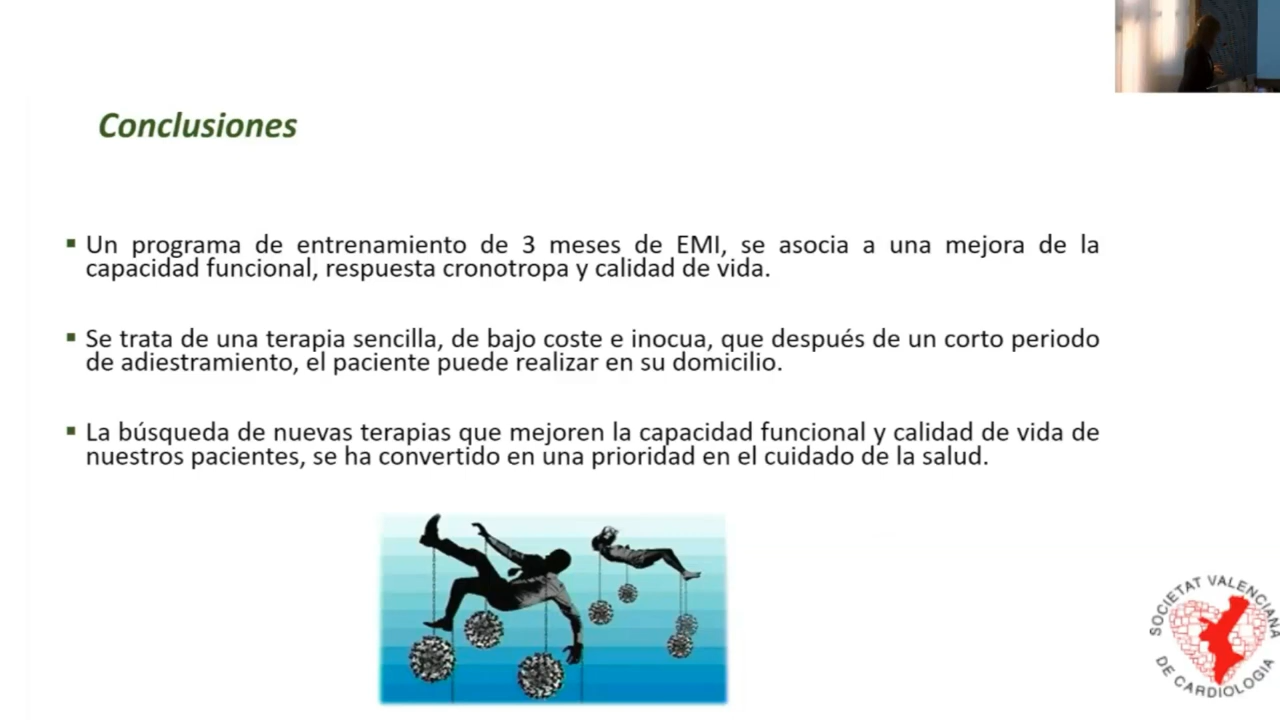 Conclusiones
▪ Un programa de entrenamiento de 3 meses de EMI, se asocia a una mejora de la
capacidad funcional, respuesta cronotropa y calidad de vida.
▪ Se trata de una terapia sencilla, de bajo coste e inocua, que después de un corto periodo
de adiestramiento, el paciente puede realizar en su domicilio.
▪ La búsqueda de nuevas terapias que mejoren la capacidad funcional y calidad de vida de
nuestros pacientes, se ha convertido en una prioridad en el cuidado de la salud.
SOCIETAT VALENCIANA
DE CARDIOLOGIA